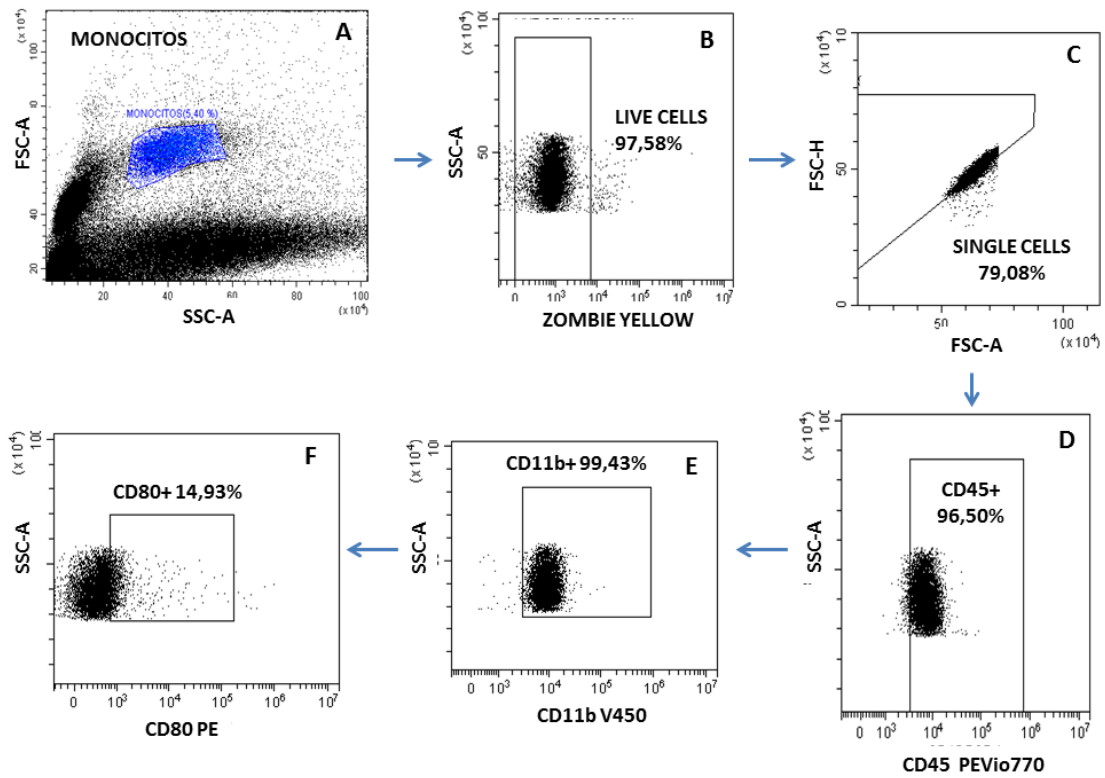 MONOCITOS
A
MONOCITOS(5,40 %)
FSC-A
(x 10⁴)
100
40
20
20
40
60
80
100
(x 10⁴)
SSC-A
B
LIVE CELLS
97,58%
SSC-A
(x 10⁴)
50
0
10³
10⁴
10⁵
10⁶
10⁷
ZOMBIE YELLOW
C
SINGLE CELLS
79,08%
FSC-H
(x 10⁴)
10
50
0
50
100
(x 10⁴)
FSC-A
D
CD45+
96,50%
SSC-A
(x 10⁴)
0
10³
10⁴
10⁵
10⁶
10⁷
CD45 PEVio770
CD11b+ 99,43%
E
SSC-A
(x 10⁴)
0
10³
10⁴
10⁵
10⁶
10⁷
CD11b V450
F
CD80+ 14,93%
SSC-A
(x 10⁴)
0
10³
10⁴
10⁵
10⁶
10⁷
CD80 PE